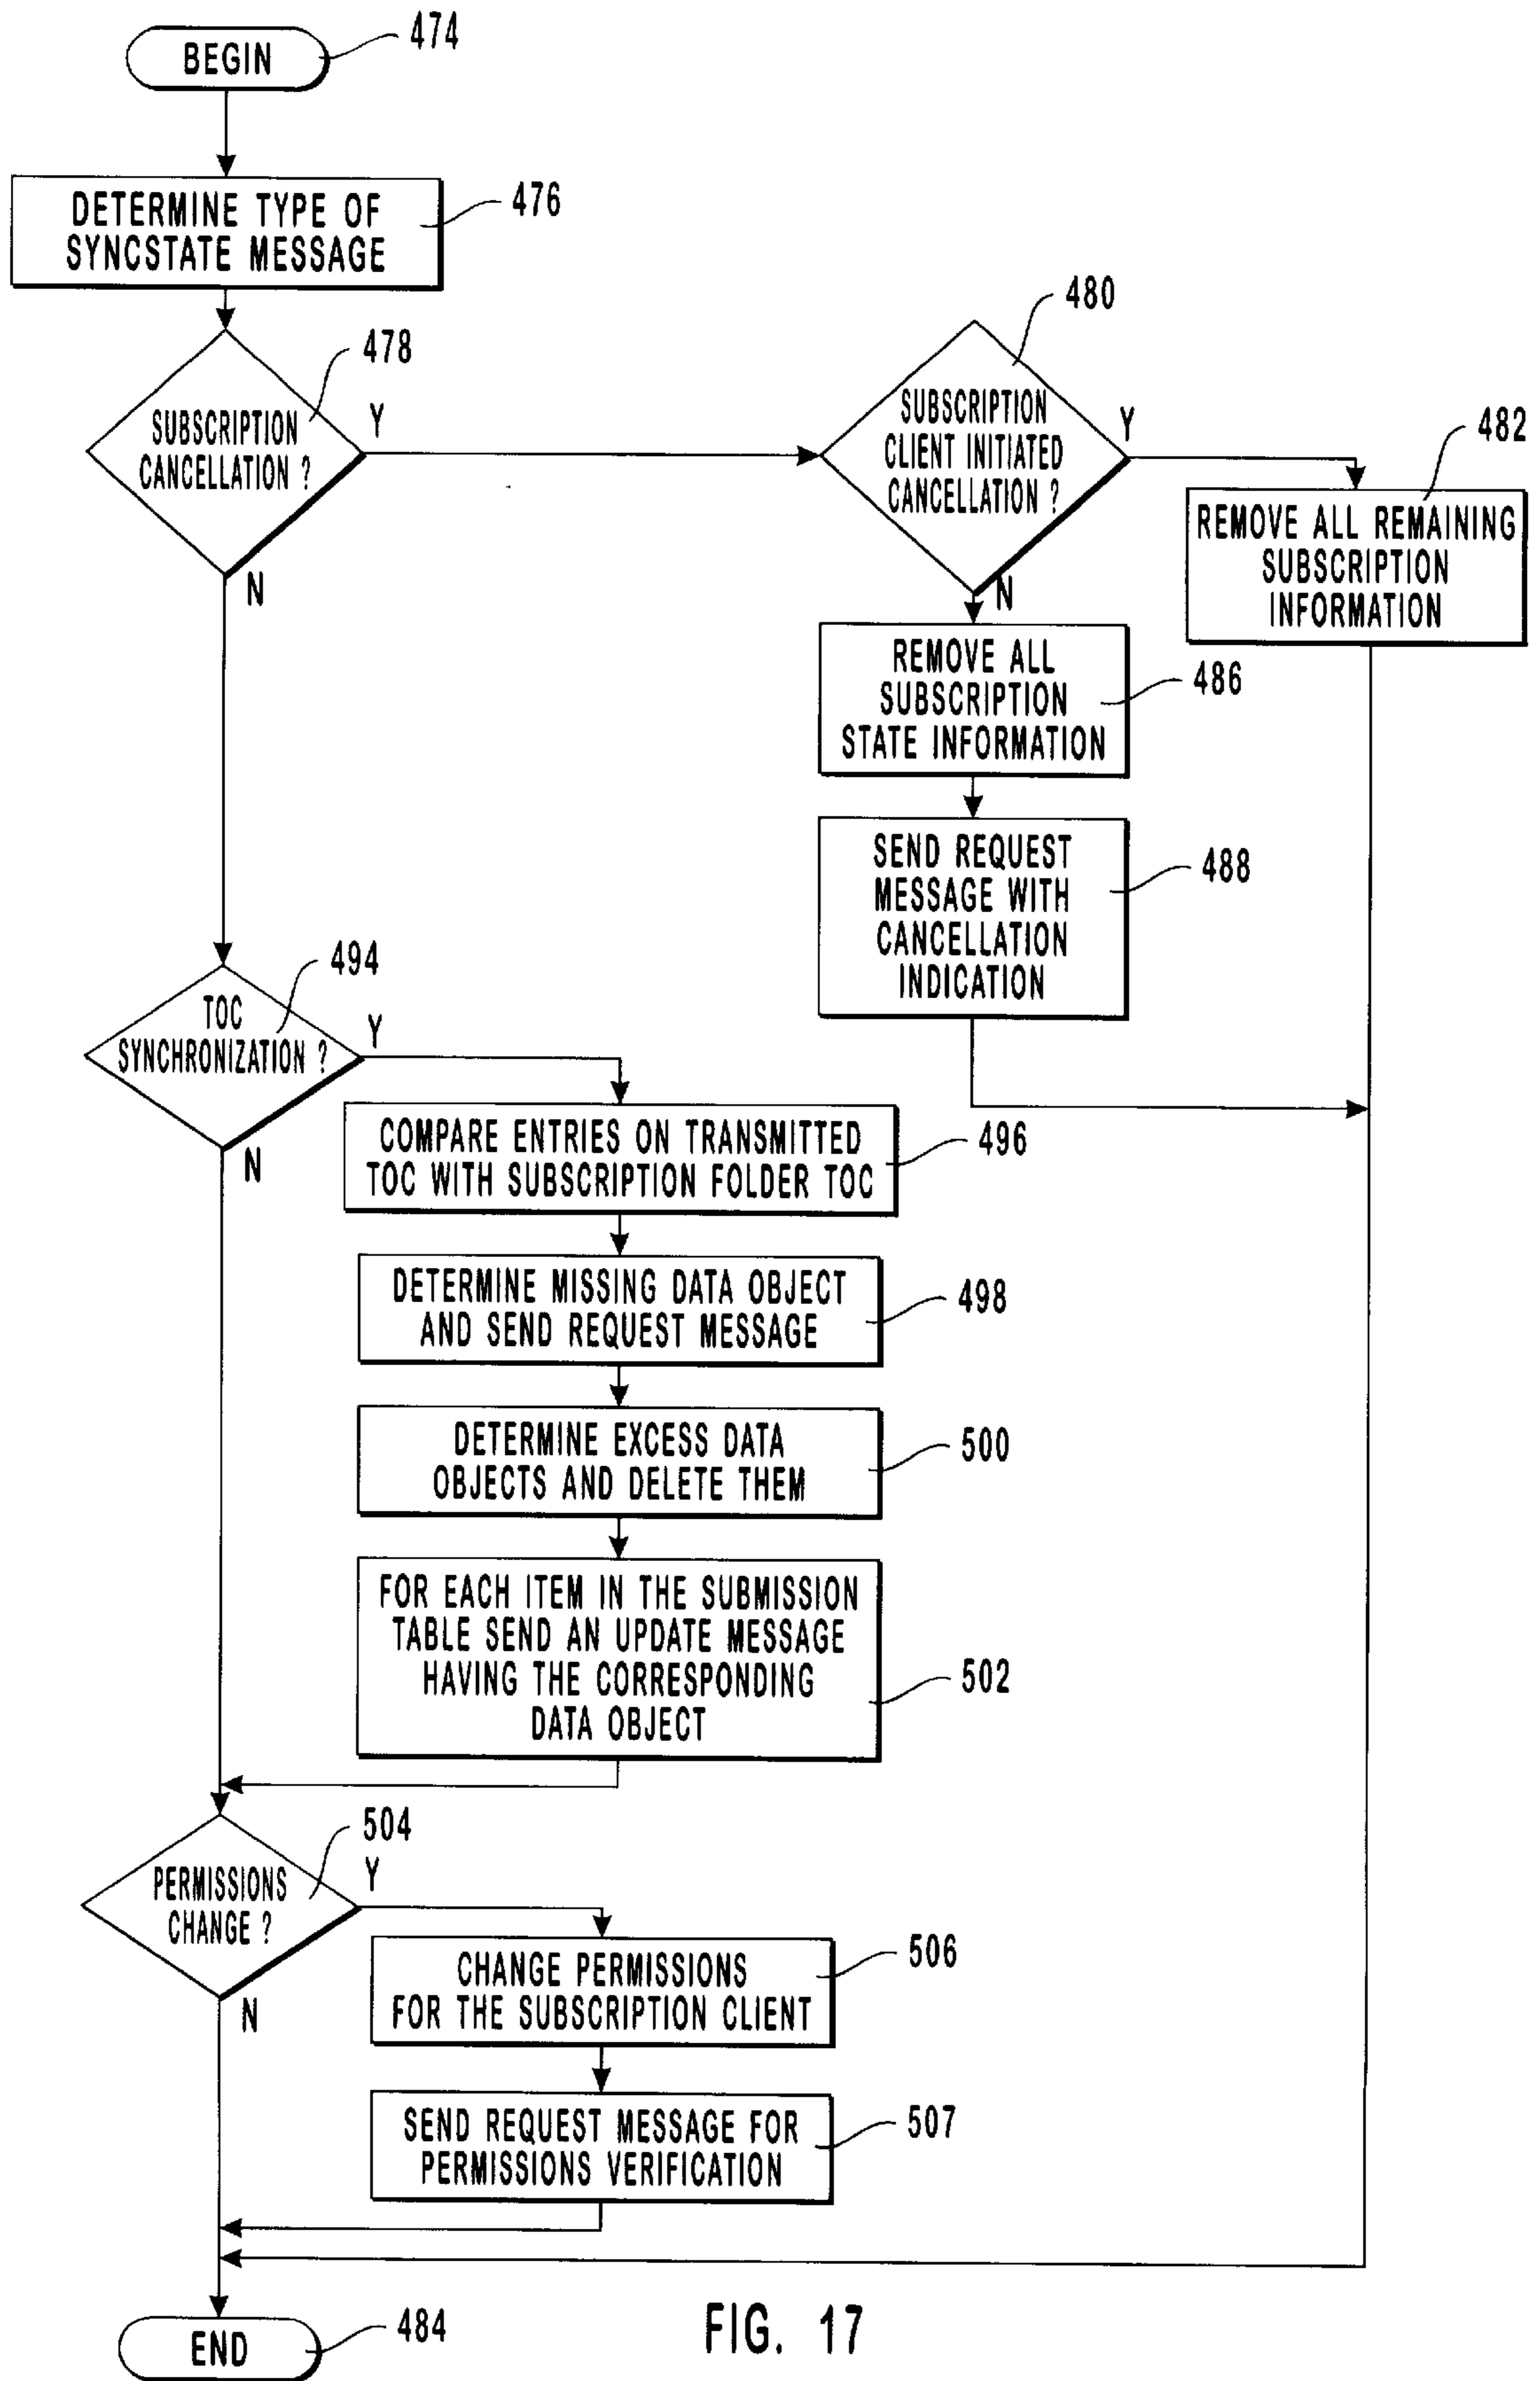 BEGIN
474
DETERMINE TYPE OF
SYNCSTATE MESSAGE
476
SUBSCRIPTION
CANCELLATION ?
478
Y
N
SUBSCRIPTION
CLIENT INITIATED
CANCELLATION ?
480
Y
N
REMOVE ALL REMAINING
SUBSCRIPTION
INFORMATION
482
REMOVE ALL
SUBSCRIPTION
STATE INFORMATION
486
SEND REQUEST
MESSAGE WITH
CANCELLATION
INDICATION
488
TOC
SYNCHRONIZATION ?
494
Y
N
COMPARE ENTRIES ON TRANSMITTED
TOC WITH SUBSCRIPTION FOLDER TOC
496
DETERMINE MISSING DATA OBJECT
AND SEND REQUEST MESSAGE
498
DETERMINE EXCESS DATA
OBJECTS AND DELETE THEM
500
FOR EACH ITEM IN THE SUBMISSION
TABLE SEND AN UPDATE MESSAGE
HAVING THE CORRESPONDING
DATA OBJECT
502
PERMISSIONS
CHANGE ?
504
Y
N
CHANGE PERMISSIONS
FOR THE SUBSCRIPTION CLIENT
506
SEND REQUEST MESSAGE FOR
PERMISSIONS VERIFICATION
507
END
484
FIG. 17